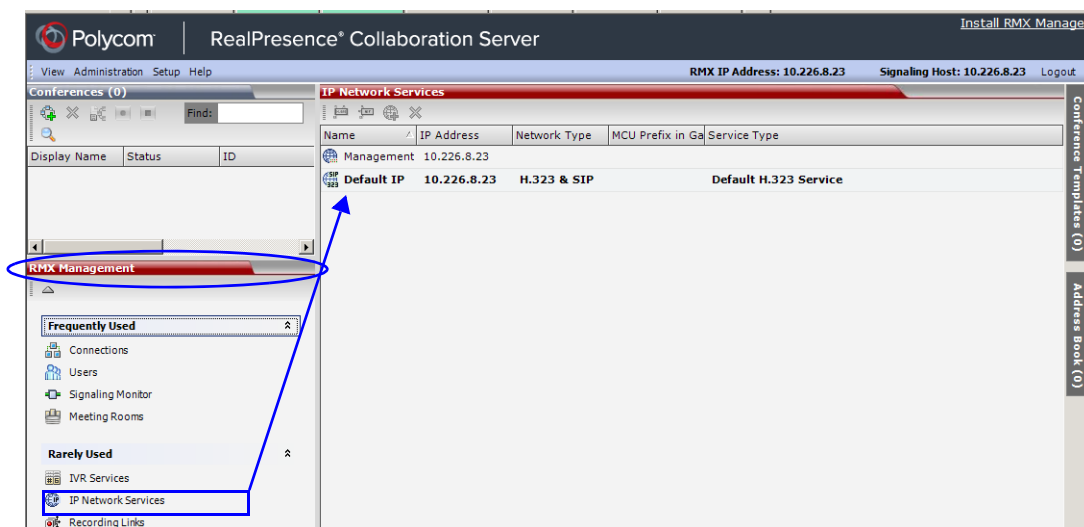 Install RMX Manage
Polycom RealPresence® Collaboration Server
View Administration Setup Help RMX IP Address: 10.226.8.23 Signaling Host: 10.226.8.23 Logout
Conferences (0)
Find:
Display Name Status ID
IP Network Services
Name IP Address Network Type MCU Prefix in Ga Service Type
Management 10.226.8.23
Default IP 10.226.8.23 H.323 & SIP Default H.323 Service
RMX Management
Frequently Used
Connections
Users
Signaling Monitor
Meeting Rooms
Rarely Used
IVR Services
IP Network Services
Recording Links
Conference Templates (0)
Address Book (0)